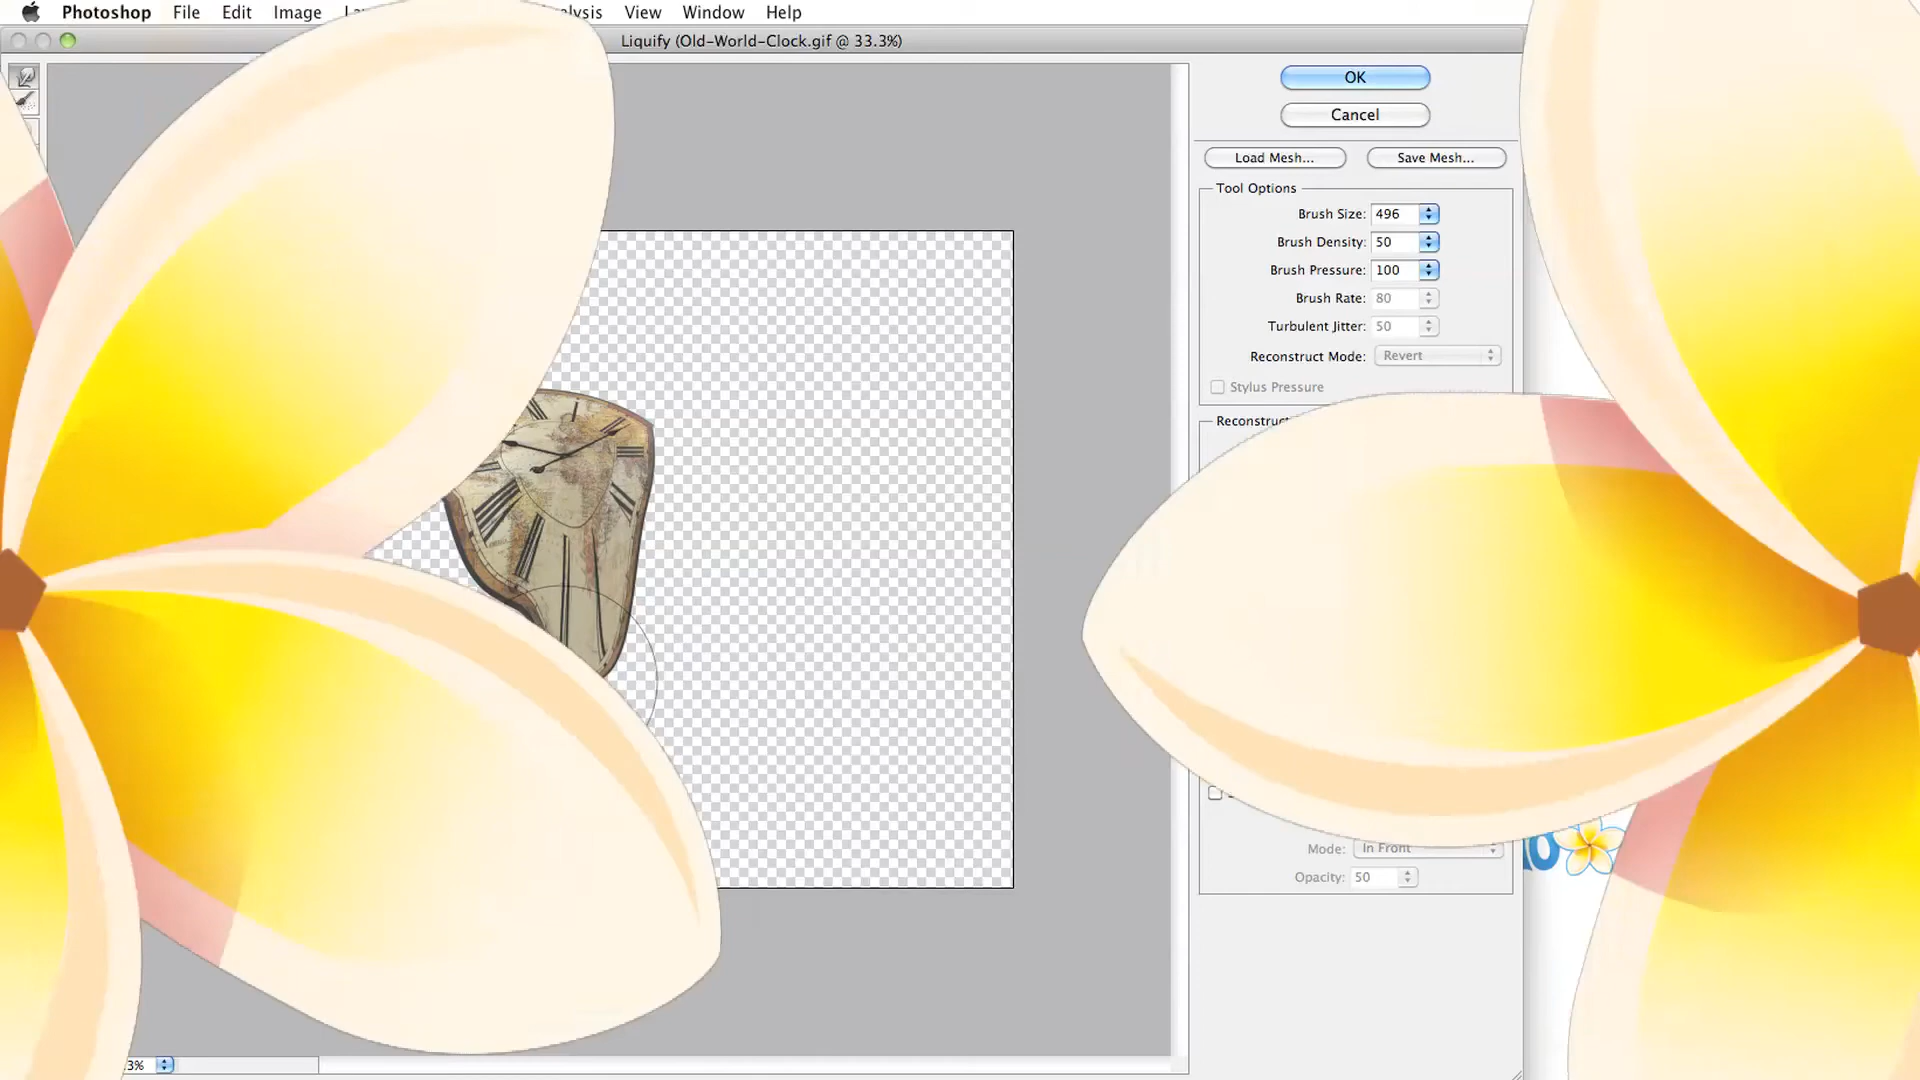 Photoshop File Edit Image View Window Help
Liquify (Old-World-Clock.gif @ 33.3%)
OK
Cancel
Load Mesh... Save Mesh...
Tool Options
Brush Size: 496
Brush Density: 50
Brush Pressure: 100
Brush Rate: 80
Turbulent Jitter: 50
Reconstruct Mode: Revert
Stylus Pressure
Mode: In Front
Opacity: 50
3%